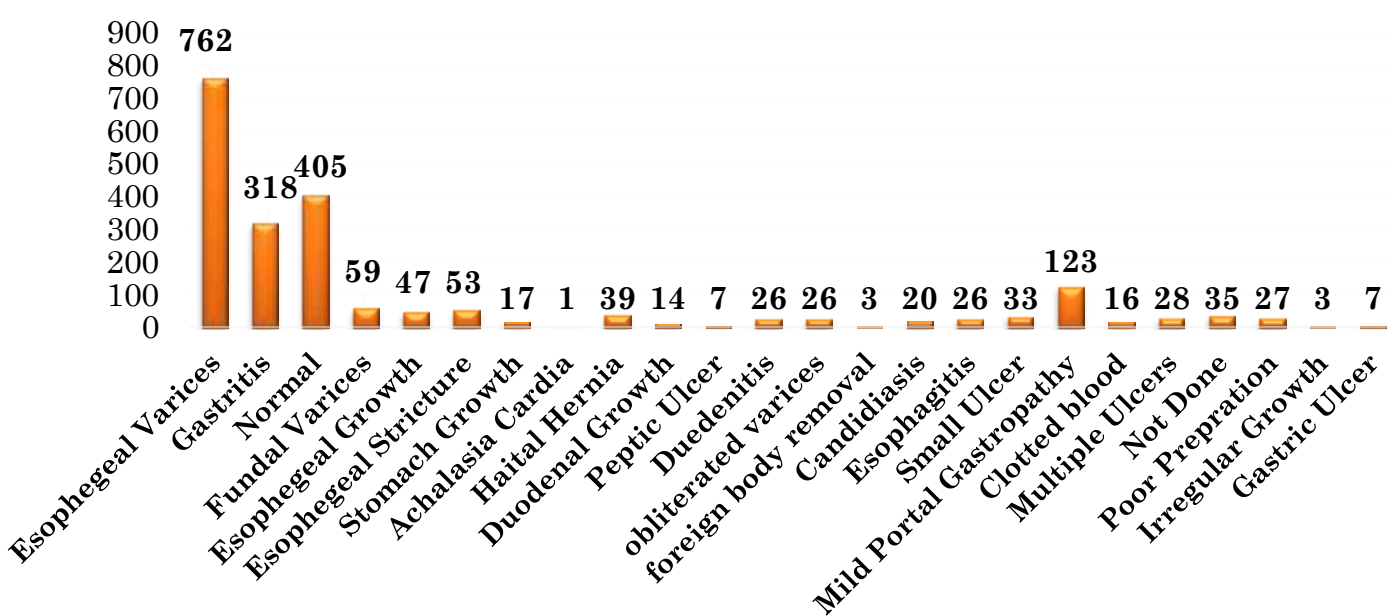 900
800
700
600
500
400
300
200
100
0
762
318
405
59
47
53
17
1
39
14
7
26
26
3
20
26
33
123
16
28
35
27
3
7
Esophegeal Varices
Gastritis
Normal
Fundal Varices
Esophegeal Growth
Esophegeal Stricture
Stomach Growth
Achalasia Cardia
Haital Hernia
Duodenal Growth
Peptic Ulcer
Duedenitis
obliterated varices
foreign body removal
Candidiasis
Esophagitis
Small Ulcer
Mild Portal Gastropathy
Clotted blood
Multiple Ulcers
Not Done
Poor Prepration
Irregular Growth
Gastric Ulcer